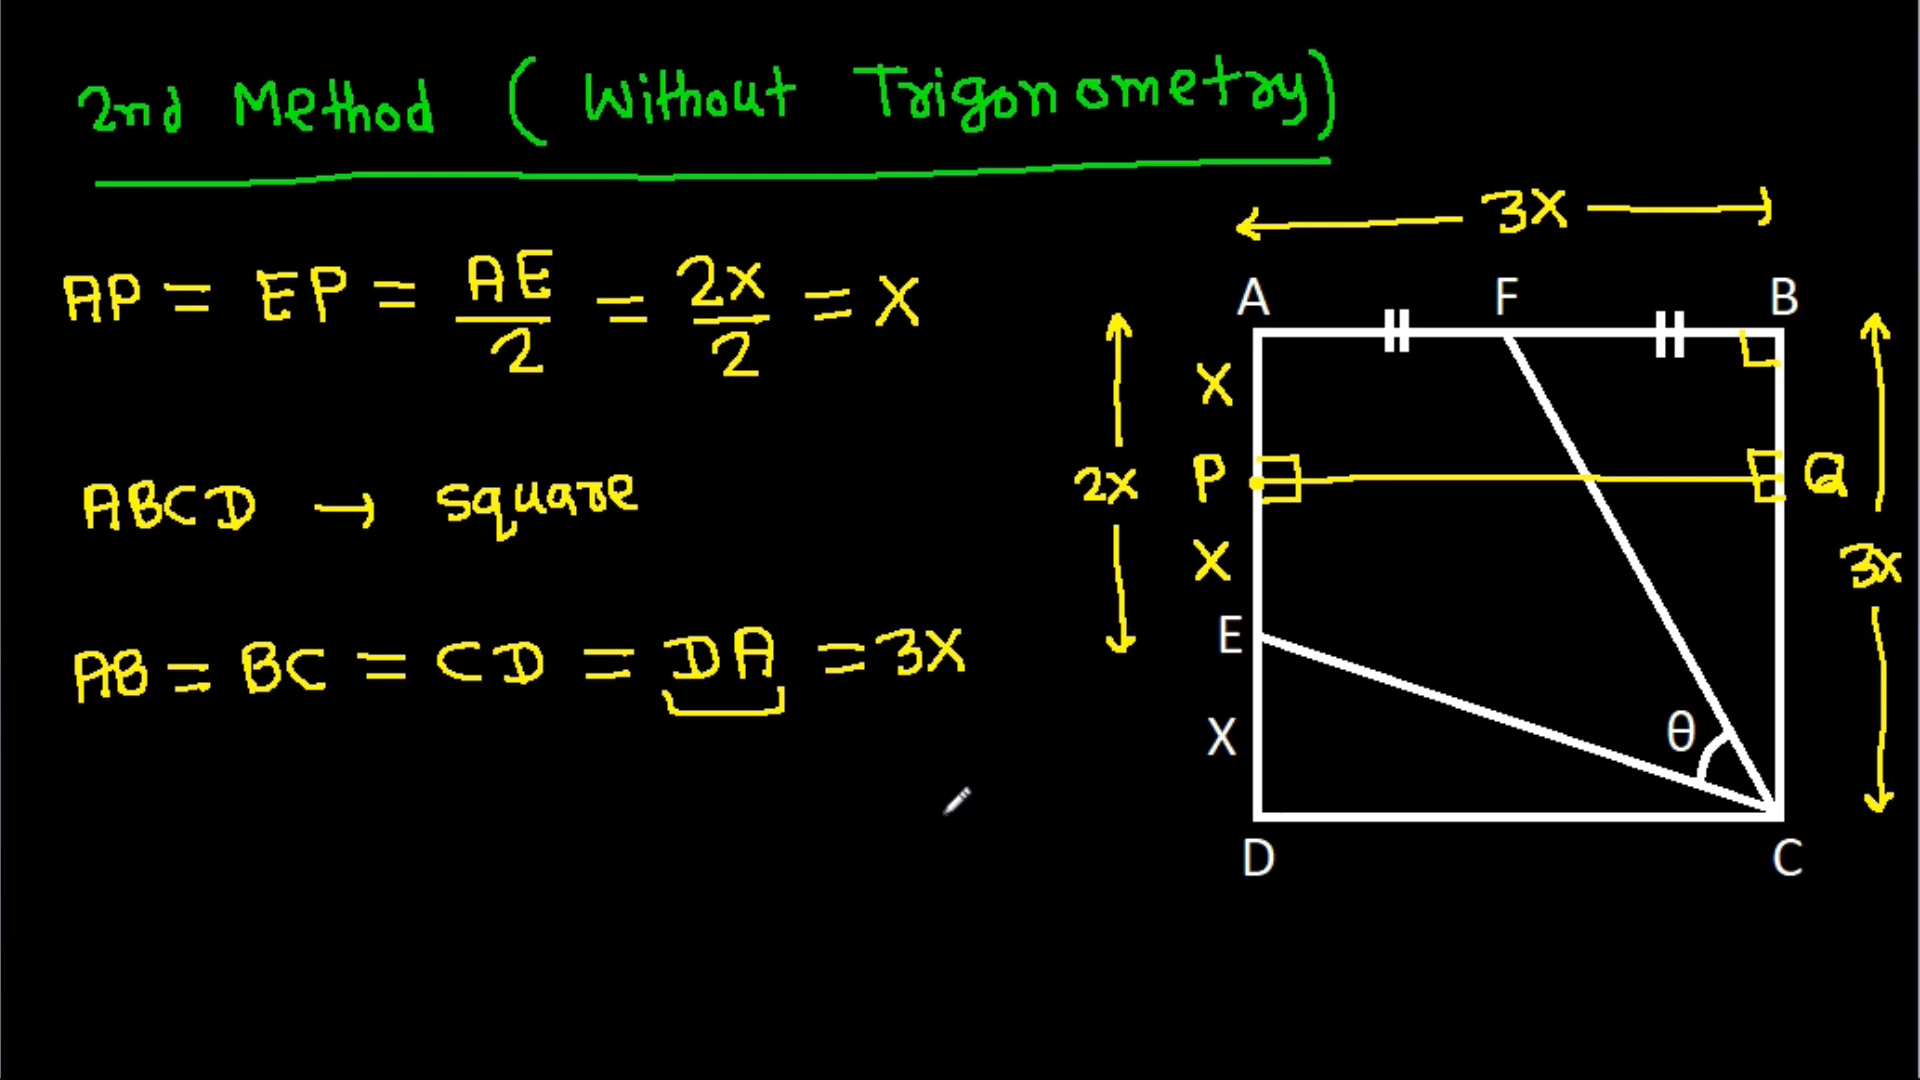 2nd Method (Without Trigonometry)
AP = EP = AE/2 = 2x/2 = x
ABCD → square
AB = BC = CD = DA = 3x
3x
A F B
x
2x P Q
x 3x
E
x θ
D C